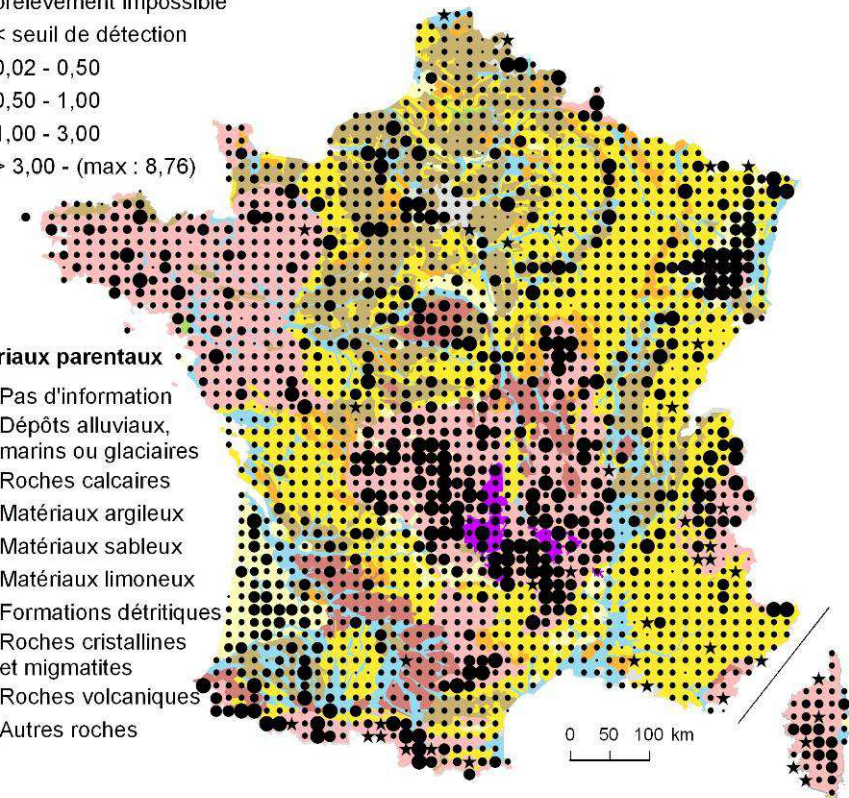 prélèvement impossible
< seuil de détection
0,02 - 0,50
0,50 - 1,00
1,00 - 3,00
> 3,00 - (max : 8,76)
riaux parentaux
Pas d'information
Dépôts alluviaux,
marins ou glaciaires
Roches calcaires
Matériaux argileux
Matériaux sableux
Matériaux limoneux
Formations détritiques
Roches cristallines
et migmatites
Roches volcaniques
Autres roches
0 50 100 km